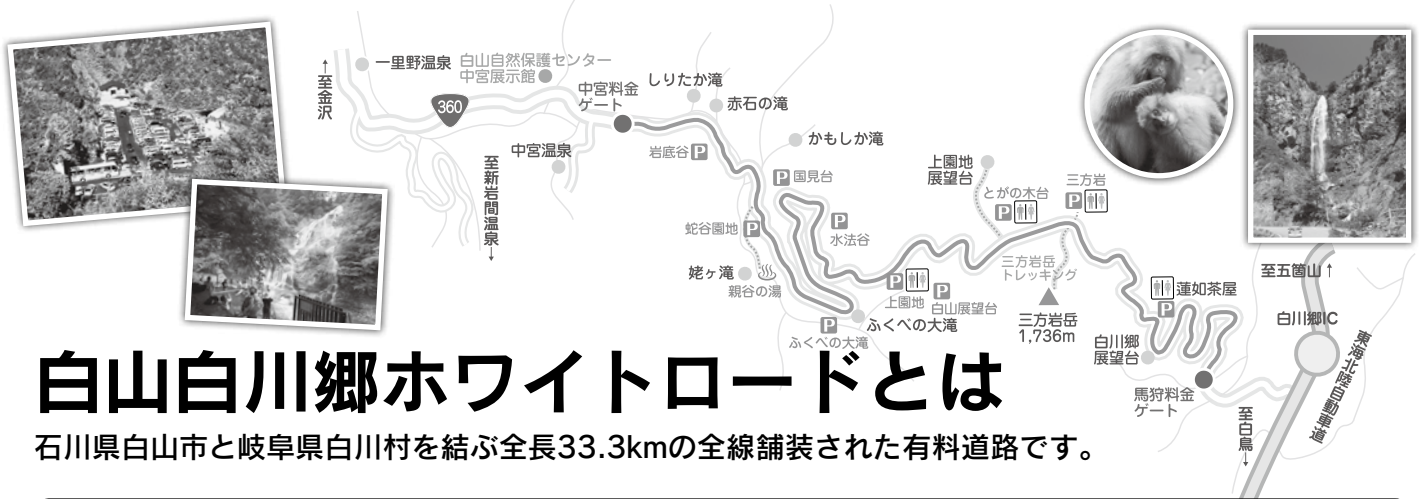 ↑至金沢
一里野温泉
白山自然保護センター
中宮展示館
360
中宮料金
ゲート
しりたか滝
赤石の滝
かもしか滝
中宮温泉
至新岩間温泉↓
岩底谷 P
P 国見台
蛇谷園地 P
P
水法谷
姥ヶ滝
親谷の湯
P
ふくべの大滝
ふくべの大滝
P
上園地
P
白山展望台
上園地
展望台
とがの木台
P
三方岩
P
三方岩岳
トレッキング
三方岩岳
1,736m
蓮如茶屋
P
白川郷
展望台
馬狩料金
ゲート
至五箇山↑
白川郷IC
東海北陸自動車道
至白鳥↓
白山白川郷ホワイトロードとは
石川県白山市と岐阜県白川村を結ぶ全長33.3kmの全線舗装された有料道路です。